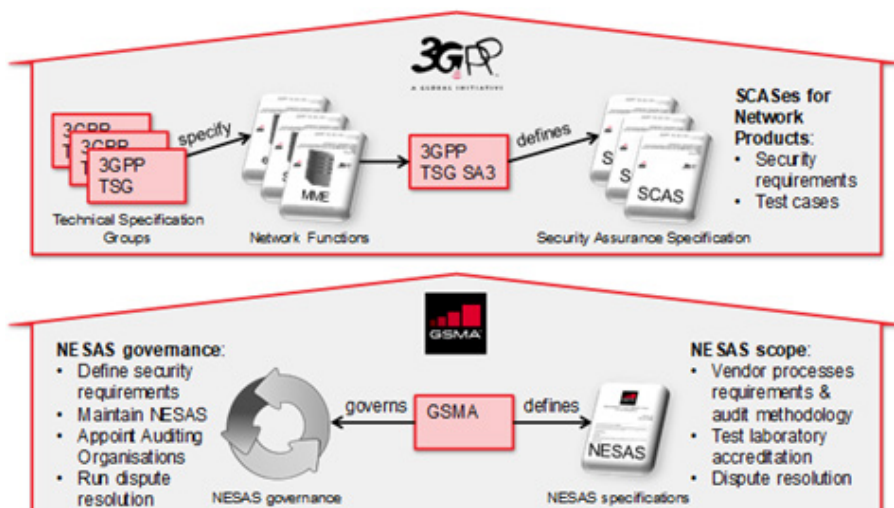 3GPP
A GLOBAL INITIATIVE
SCASes for
Network
Products:
• Security
requirements
• Test cases
3GPP
3GPP
3GPP
TSG
specify
MME
3GPP
TSG SA3
defines
SCAS
Technical Specification
Groups
Network Functions
Security Assurance Specification
GSMA
NESAS governance:
• Define security
requirements
• Maintain NESAS
• Appoint Auditing
Organisations
• Run dispute
resolution
governs
GSMA
defines
NESAS
NESAS governance
NESAS specifications
NESAS scope:
• Vendor processes
requirements &
audit methodology
• Test laboratory
accreditation
• Dispute resolution